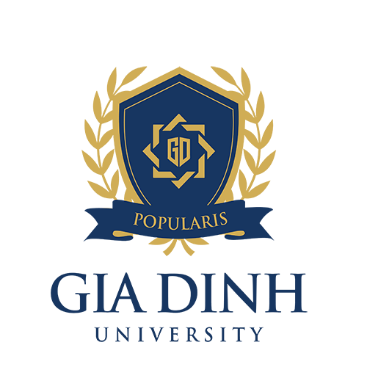 GD
POPULARIS
GIA DINH
UNIVERSITY